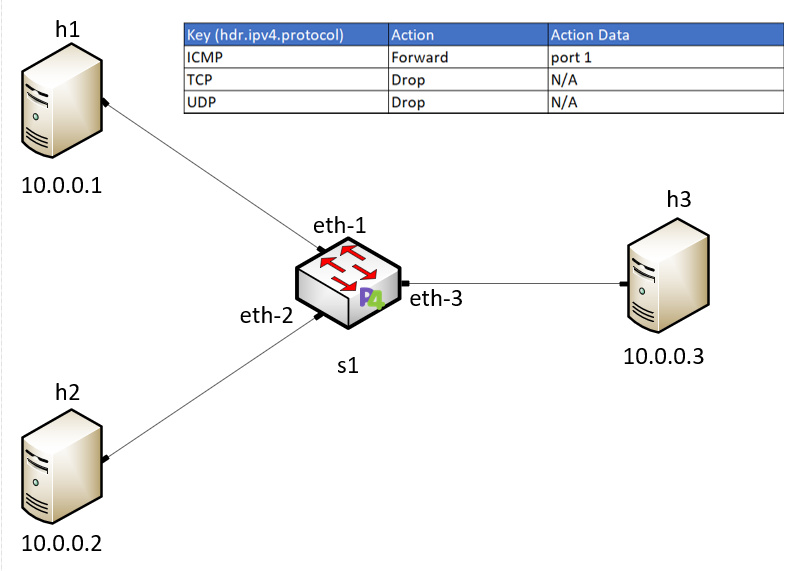 h1
Key (hdr.ipv4.protocol) Action Action Data
ICMP Forward port 1
TCP Drop N/A
UDP Drop N/A
10.0.0.1
h3
eth-1
P4
eth-3
eth-2
10.0.0.3
s1
h2
10.0.0.2